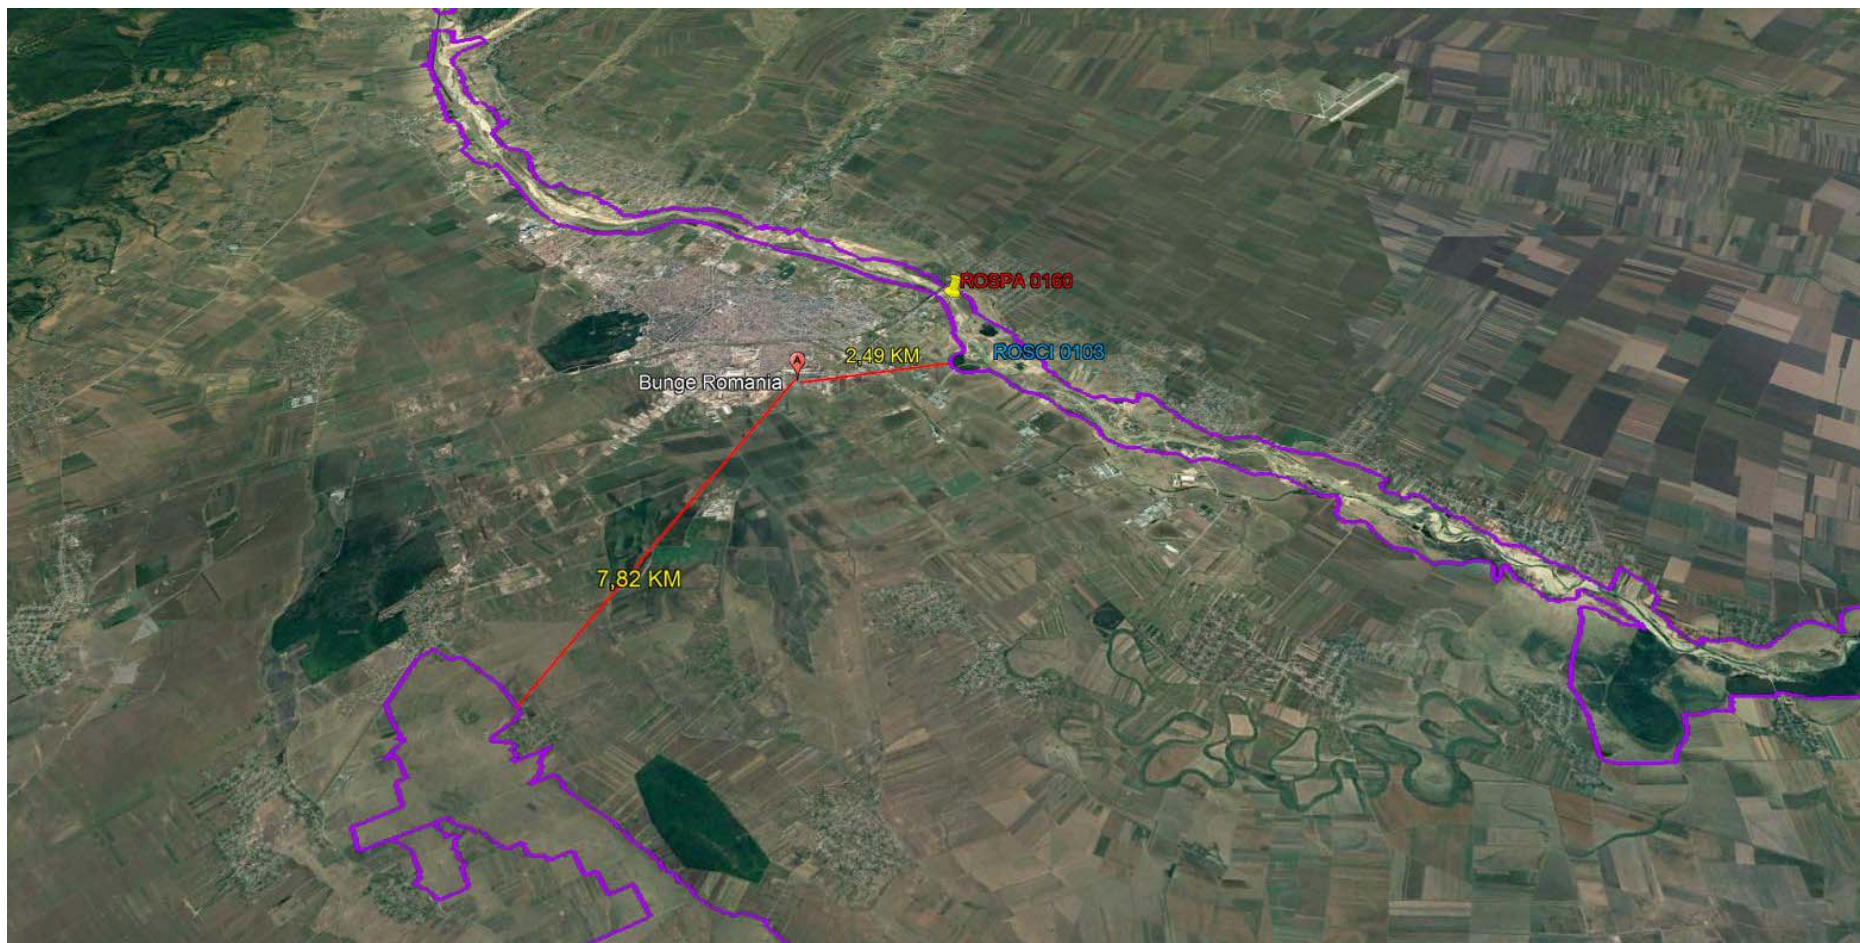 ROSPA 0160
2,49 KM
ROSCI 0103
A
Bunge Romania
7,82 KM